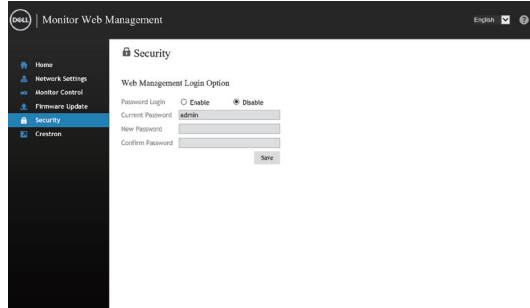 DELL
Monitor Web Management
English
?
Home
Network Settings
Monitor Control
Firmware Update
Security
Crestron
Security
Web Management Login Option
Password Login Enable Disable
Current Password admin
New Password
Confirm Password
Save